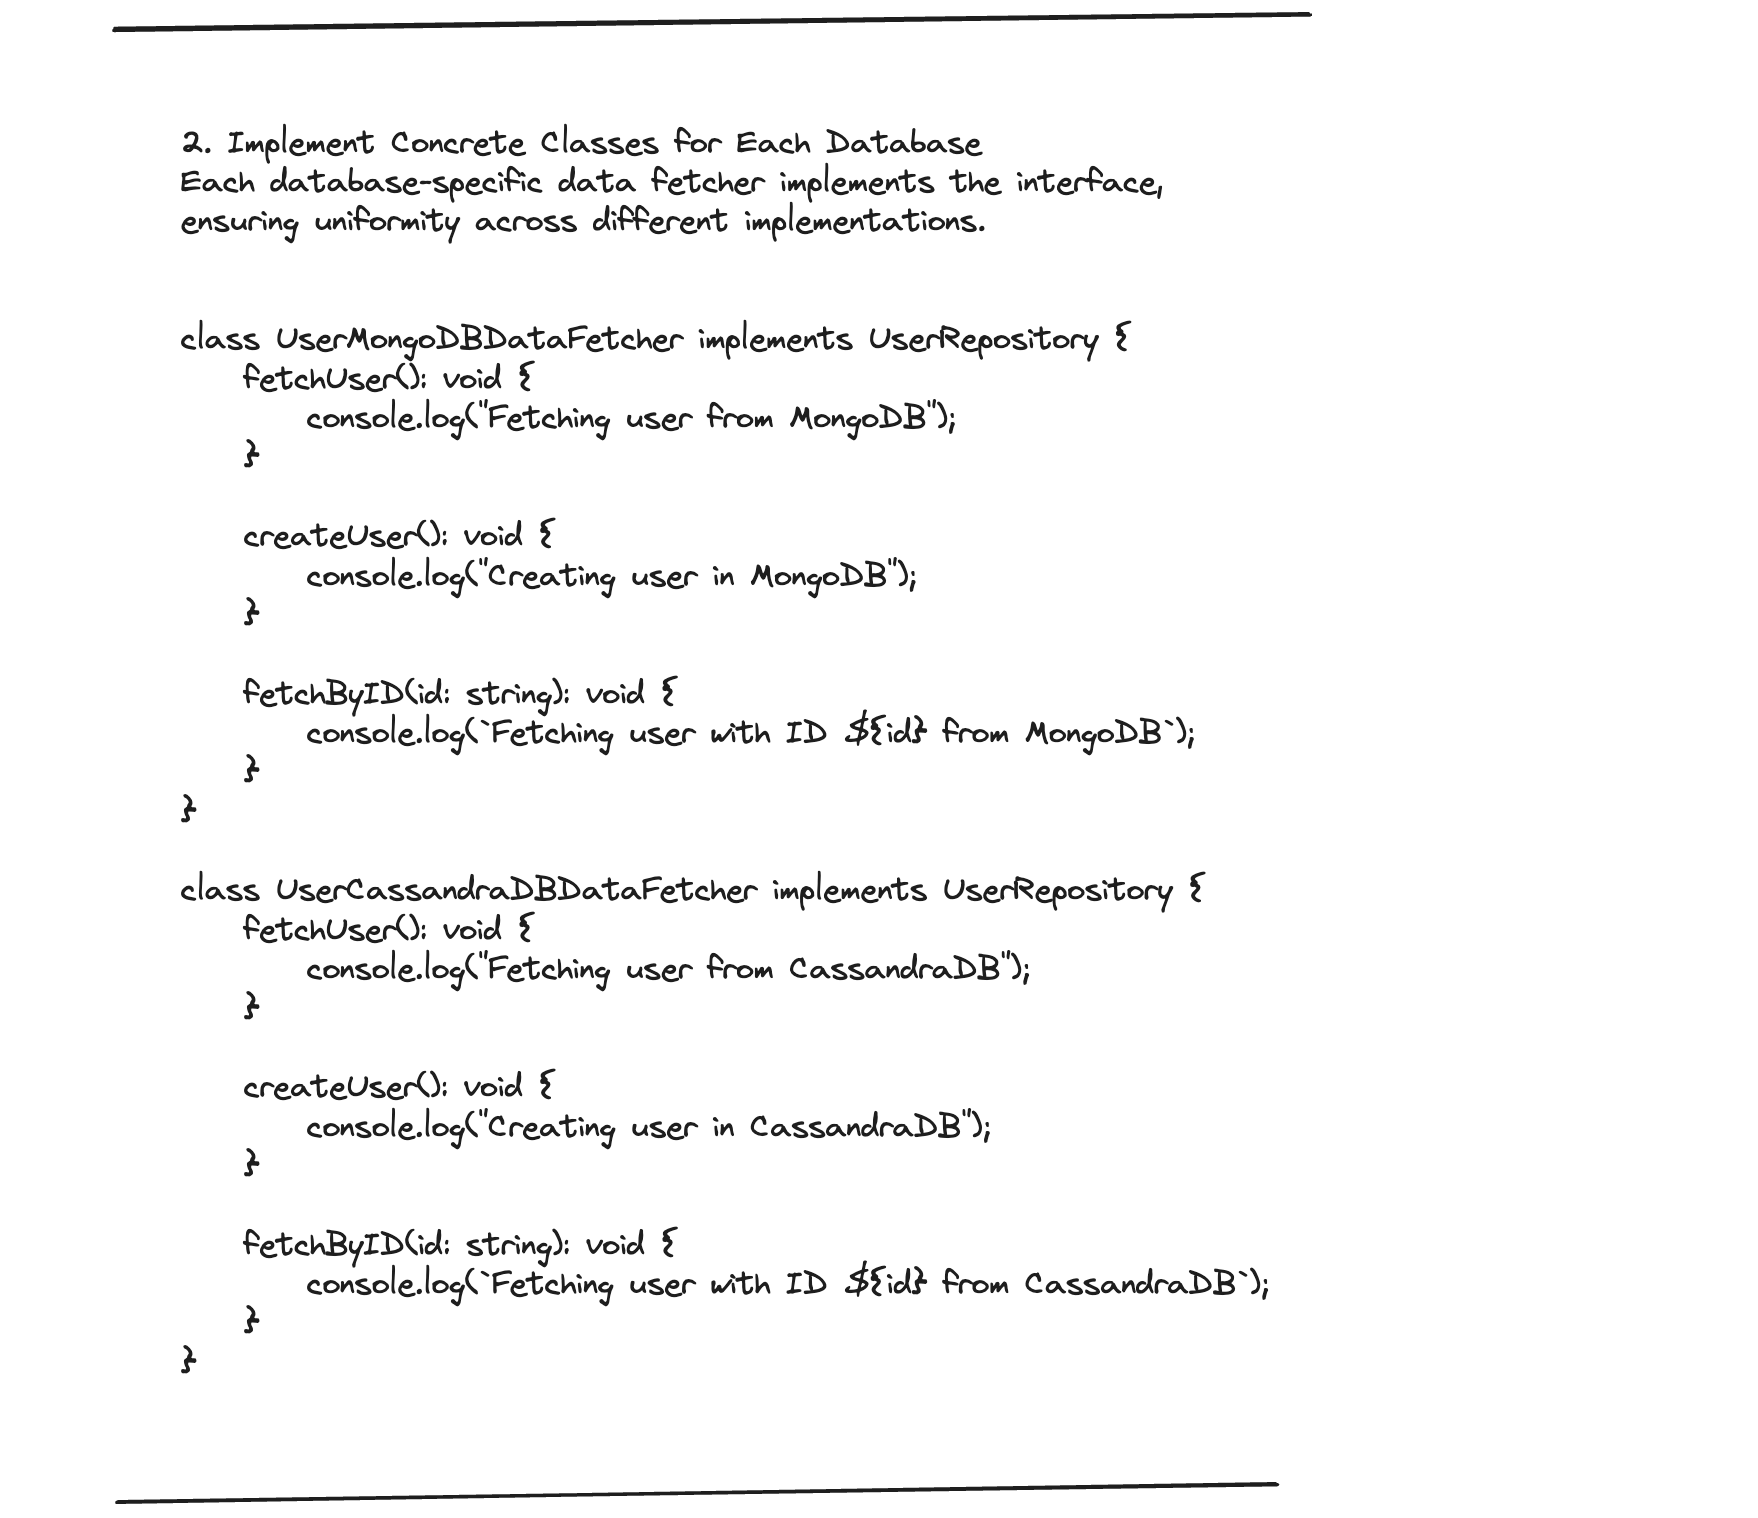 2. Implement Concrete Classes for Each Database
Each database-specific data fetcher implements the interface,
ensuring uniformity across different implementations.
class UserMongoDBDataFetcher implements UserRepository {
fetchUser(): void {
console.log("Fetching user from MongoDB");
}
createUser(): void {
console.log("Creating user in MongoDB");
}
fetchByID(id: string): void {
console.log(`Fetching user with ID ${id} from MongoDB`);
}
}
class UserCassandraDBDataFetcher implements UserRepository {
fetchUser(): void {
console.log("Fetching user from CassandraDB");
}
createUser(): void {
console.log("Creating user in CassandraDB");
}
fetchByID(id: string): void {
console.log(`Fetching user with ID ${id} from CassandraDB`);
}
}